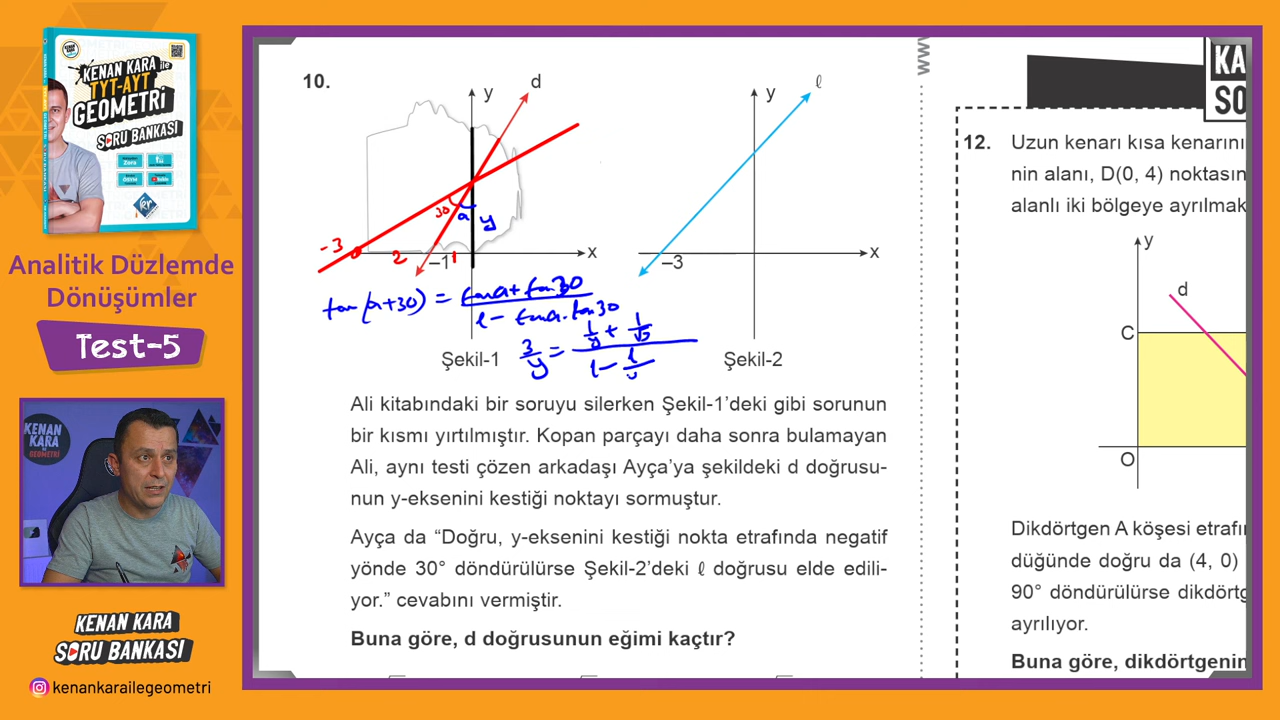 KENAN KARA ile
TYT-AYT
GEOMETRİ
SORU BANKASI
Analitik Düzlemde
Dönüşümler
Test-5
KENAN
KARA
GEOMETRİ
KENAN KARA
SORU BANKASI
kenankarailegeometri
10.
y
d
30
a
y
-3
2
–1
1
x
tan(a+30) = tana + tan30
1 - tana . tan30
3/y = 1/y + 1/√3
1 - 1/y
Şekil-1
y
ℓ
–3
x
Şekil-2
Ali kitabındaki bir soruyu silerken Şekil-1’deki gibi sorunun
bir kısmı yırtılmıştır. Kopan parçayı daha sonra bulamayan
Ali, aynı testi çözen arkadaşı Ayça’ya şekildeki d doğrusu-
nun y-eksenini kestiği noktayı sormuştur.
Ayça da “Doğru, y-eksenini kestiği nokta etrafında negatif
yönde 30° döndürülürse Şekil-2’deki ℓ doğrusu elde edili-
yor.” cevabını vermiştir.
Buna göre, d doğrusunun eğimi kaçtır?
www
KA
SO
12.
Uzun kenarı kısa kenarını
nin alanı, D(0, 4) noktasın
alanlı iki bölgeye ayrılmak
y
d
C
O
Dikdörtgen A köşesi etrafı
düğünde doğru da (4, 0)
90° döndürülürse dikdörtg
ayrılıyor.
Buna göre, dikdörtgenin